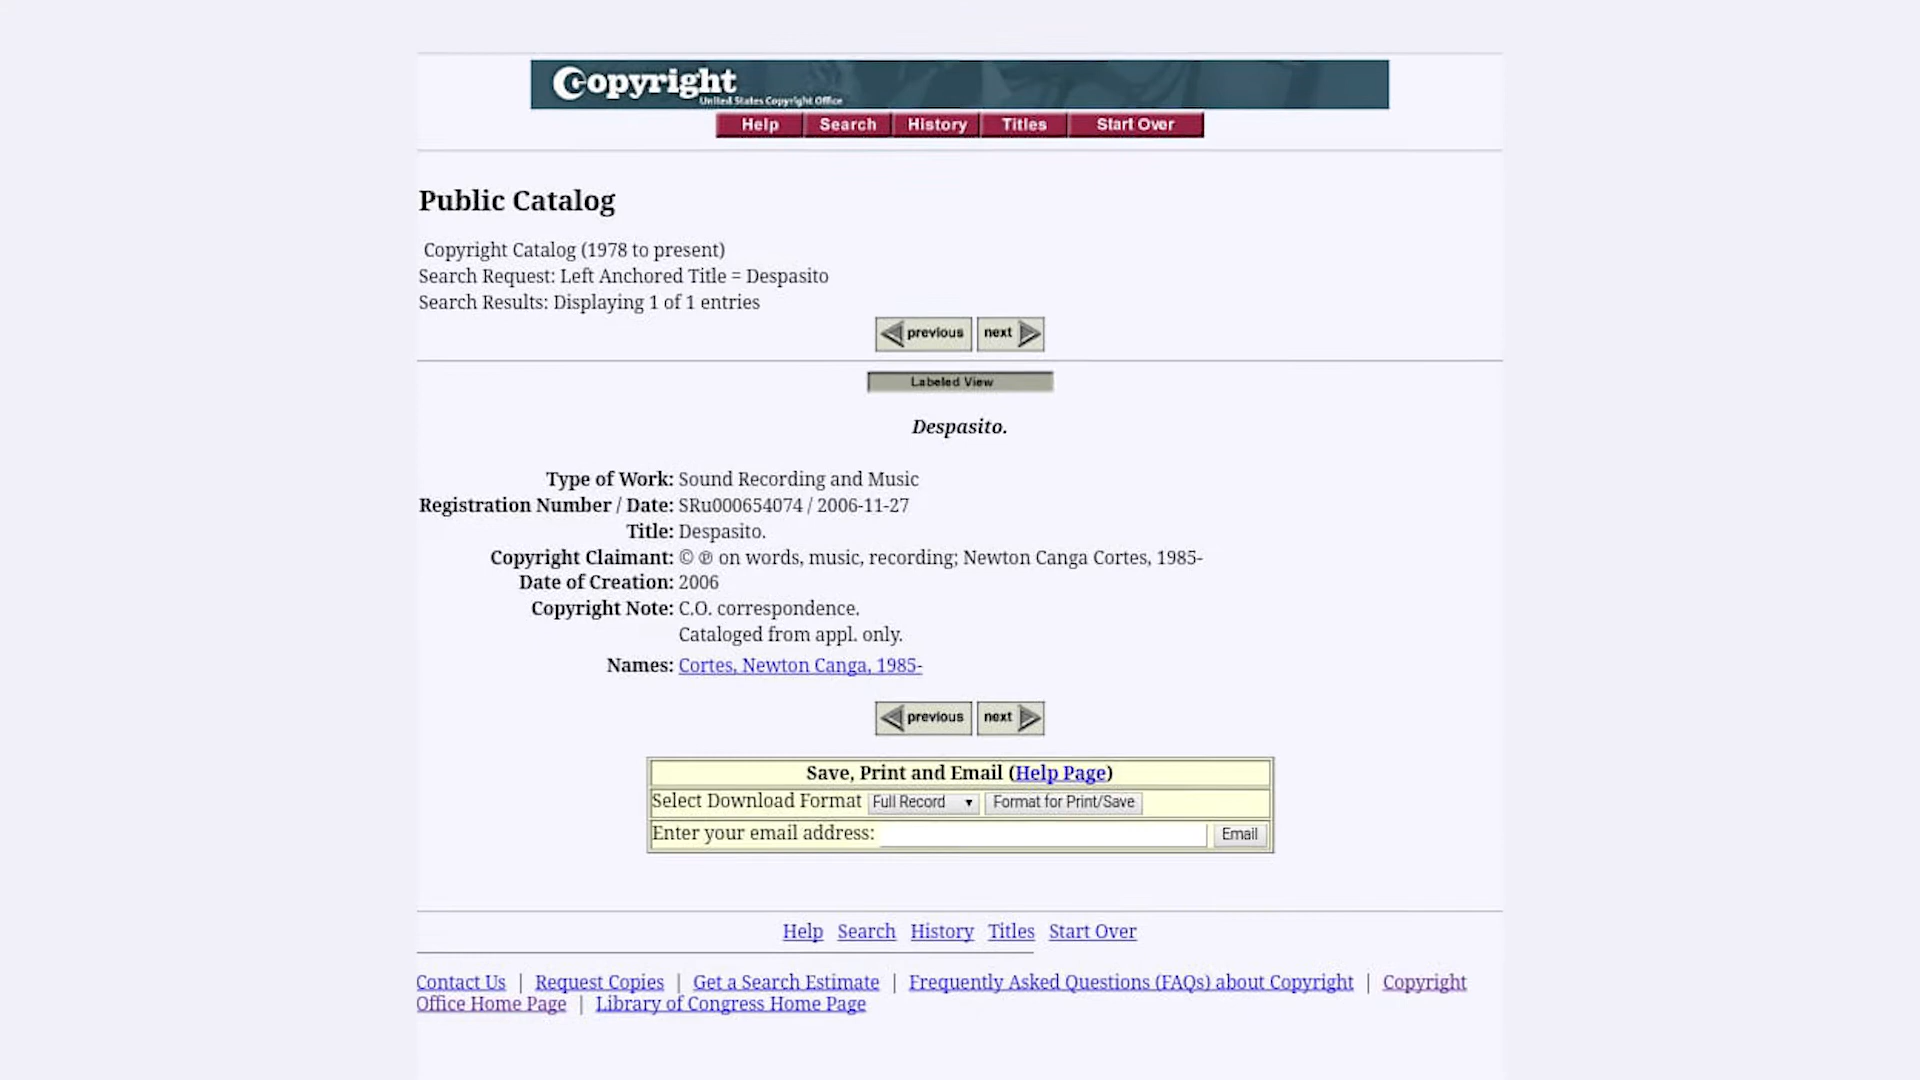 Copyright
United States Copyright Office
Help Search History Titles Start Over
Public Catalog
Copyright Catalog (1978 to present)
Search Request: Left Anchored Title = Despasito
Search Results: Displaying 1 of 1 entries
previous next
Labeled View
Despasito.
Type of Work: Sound Recording and Music
Registration Number / Date: SRu000654074 / 2006-11-27
Title: Despasito.
Copyright Claimant: © ℗ on words, music, recording; Newton Canga Cortes, 1985-
Date of Creation: 2006
Copyright Note: C.O. correspondence.
Cataloged from appl. only.
Names: Cortes, Newton Canga, 1985-
previous next
Save, Print and Email (Help Page)
Select Download Format Full Record Format for Print/Save
Enter your email address: Email
Help Search History Titles Start Over
Contact Us | Request Copies | Get a Search Estimate | Frequently Asked Questions (FAQs) about Copyright | Copyright
Office Home Page | Library of Congress Home Page